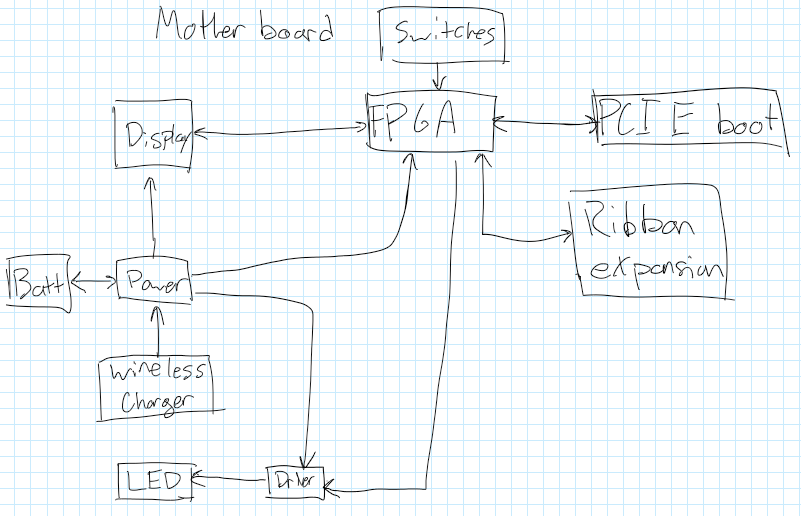 Mother board
Switches
FPGA
PCI E boot
Display
Ribbon
expansion
Batt
Power
wireless
Charger
LED
Driver